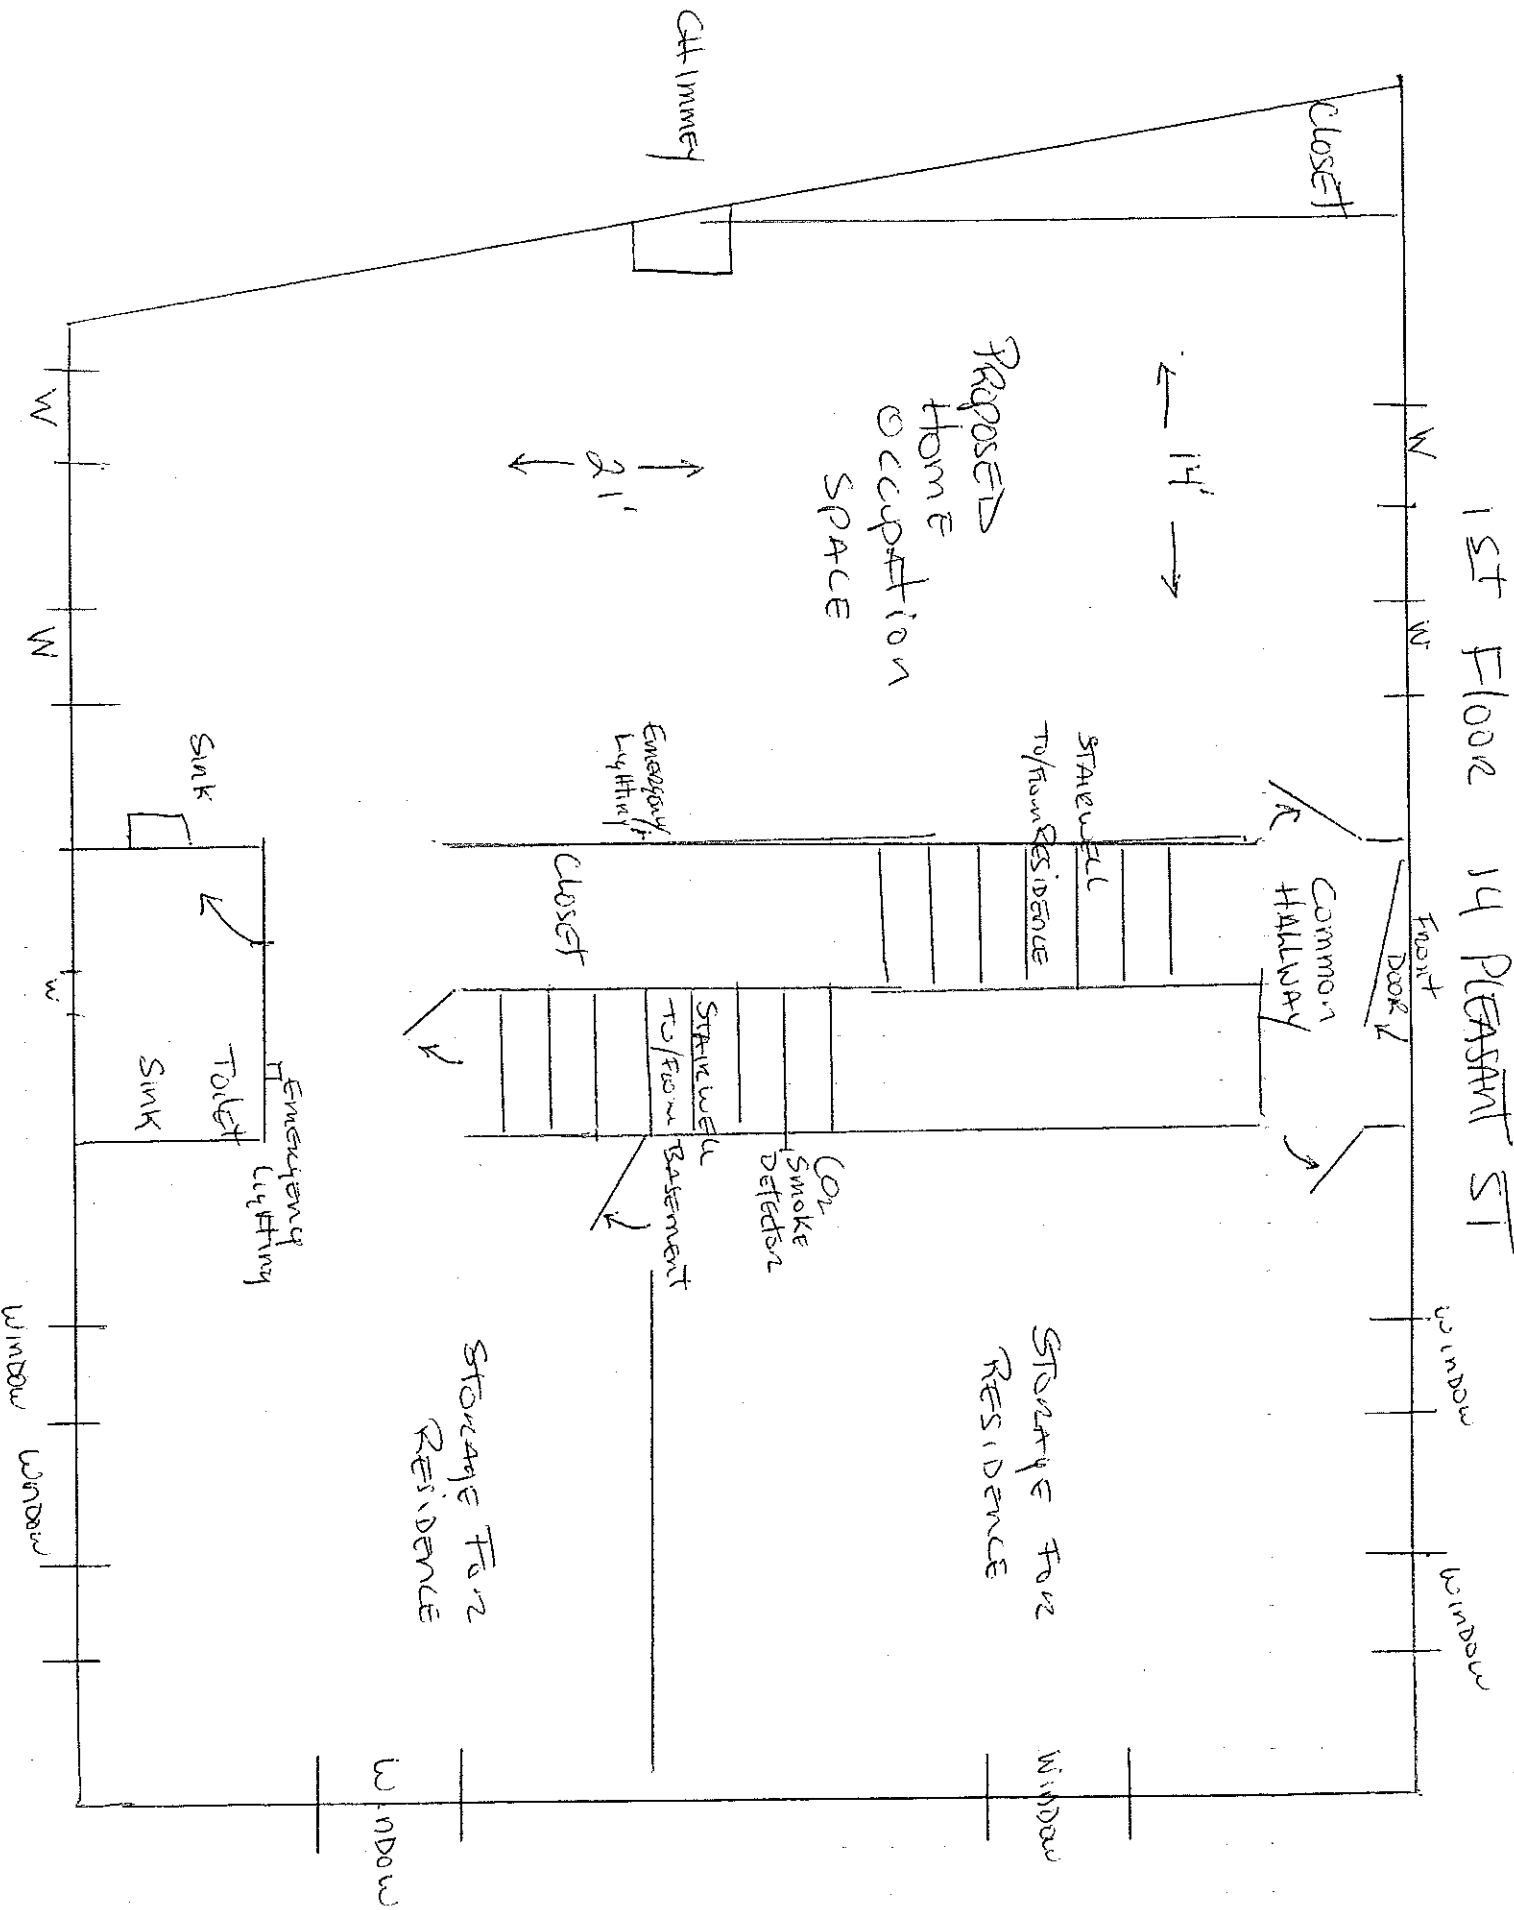 1ST FLOOR 14 PLEASANT ST
CLOSET
W
W
Front
DOOR
WINDOW
WINDOW
14'
Common
HALLWAY
PROPOSED
HOME
OCCUPATION
SPACE
STAIRWELL
TO/FROM RESIDENCE
STORAGE FOR
RESIDENCE
WINDOW
CHIMMEY
21'
Emergency
Lighting
CLOSET
STAIRWELL
TO/FROM BASEMENT
CO2
SMOKE
DETECTOR
STORAGE FOR
RESIDENCE
WINDOW
Sink
TOILET
Sink
EMERGENCY
LIGHTING
W
W
W
WINDOW
WINDOW